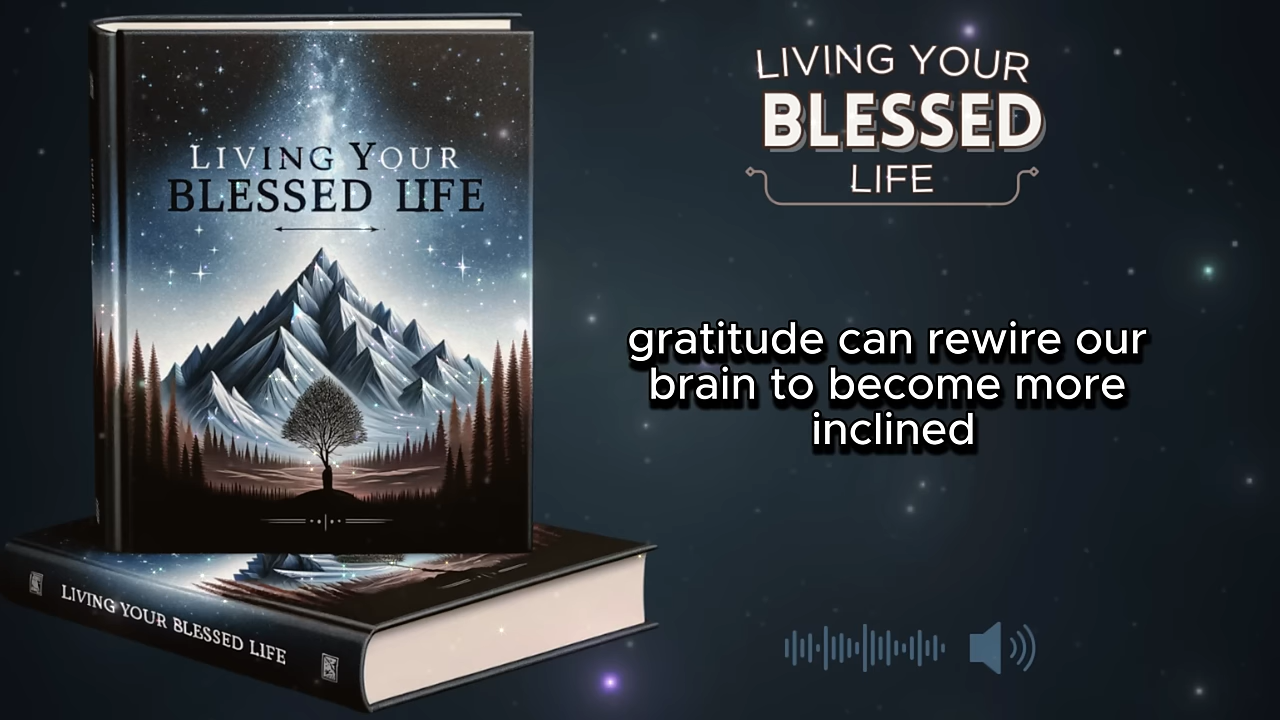 LIVING YOUR
BLESSED LIFE
LIVING YOUR BLESSED LIFE
LIVING YOUR
BLESSED
LIFE
gratitude can rewire our
brain to become more
inclined